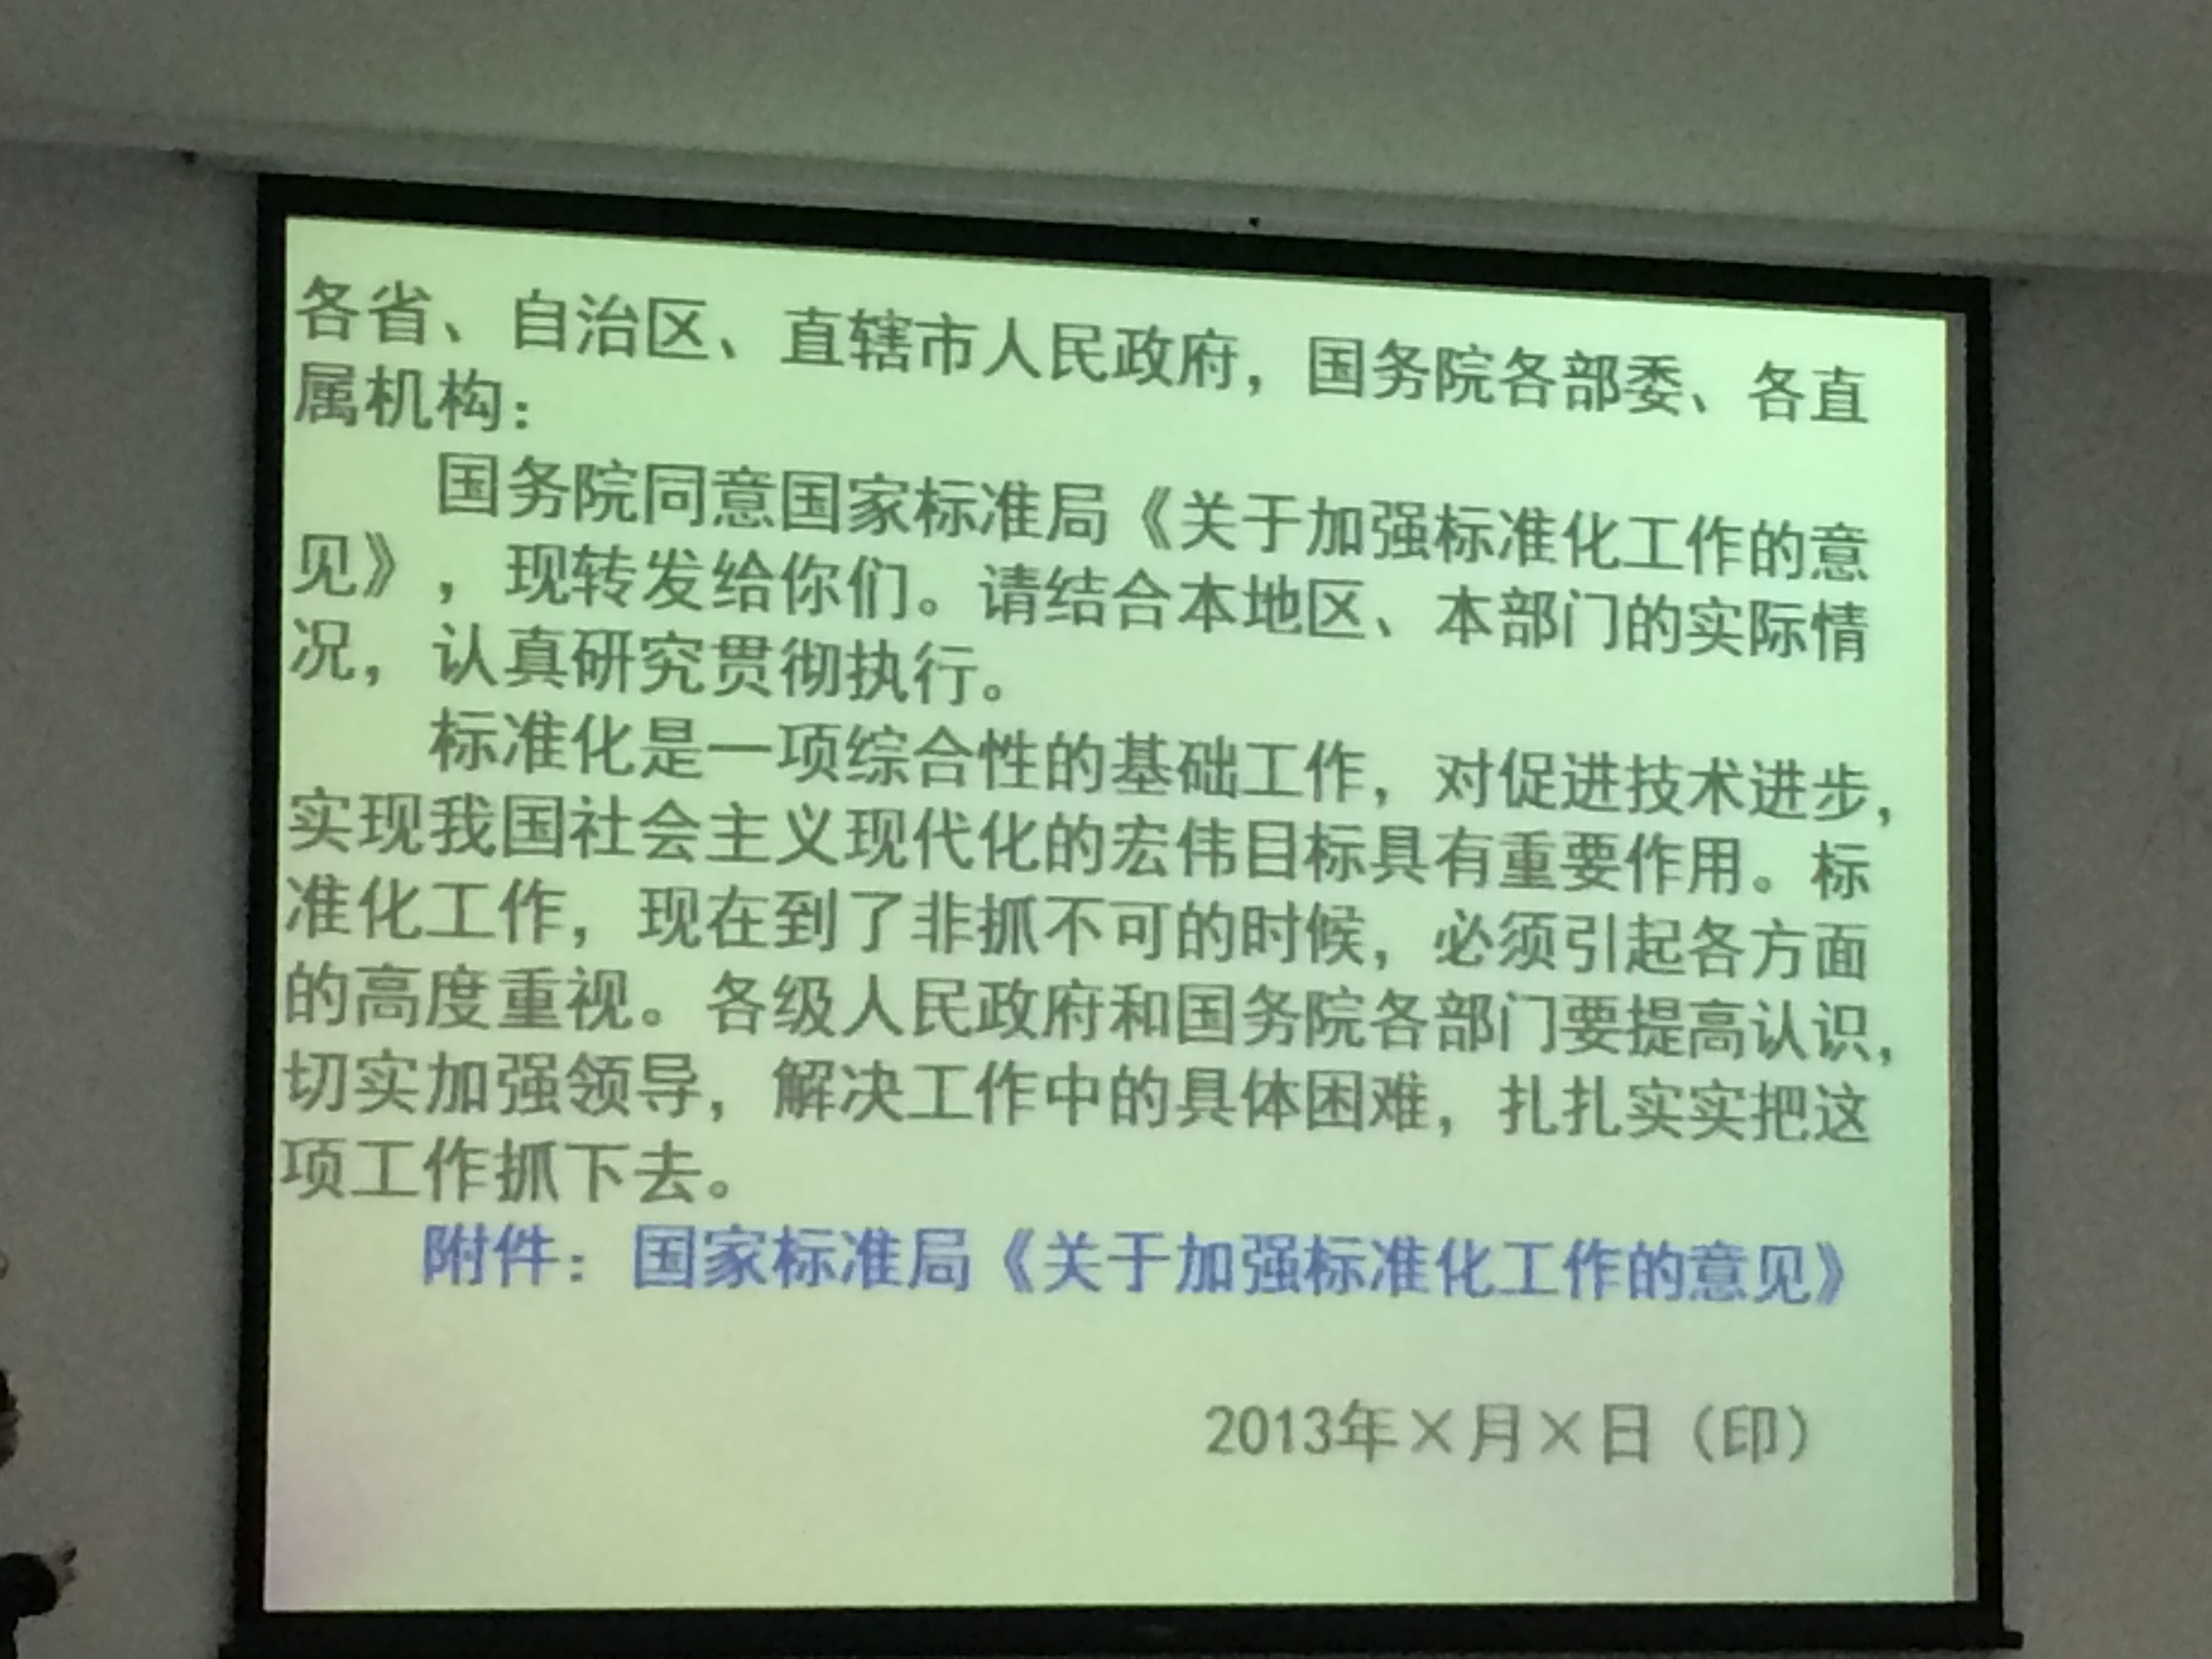 各省、自治区、直辖市人民政府，国务院各部委、各直
属机构：
国务院同意国家标准局《关于加强标准化工作的意
见》，现转发给你们。请结合本地区、本部门的实际情
况，认真研究贯彻执行。
标准化是一项综合性的基础工作，对促进技术进步，
实现我国社会主义现代化的宏伟目标具有重要作用。标
准化工作，现在到了非抓不可的时候，必须引起各方面
的高度重视。各级人民政府和国务院各部门要提高认识，
切实加强领导，解决工作中的具体困难，扎扎实实把这
项工作抓下去。
附件：国家标准局《关于加强标准化工作的意见》
2013年×月×日（印）